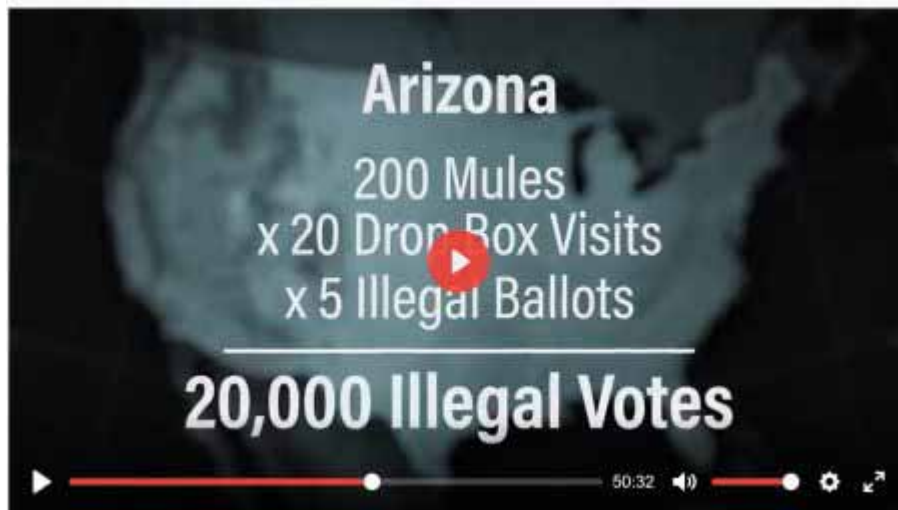 Arizona
200 Mules
x 20 Drop Box Visits
x 5 Illegal Ballots
20,000 Illegal Votes
50:32